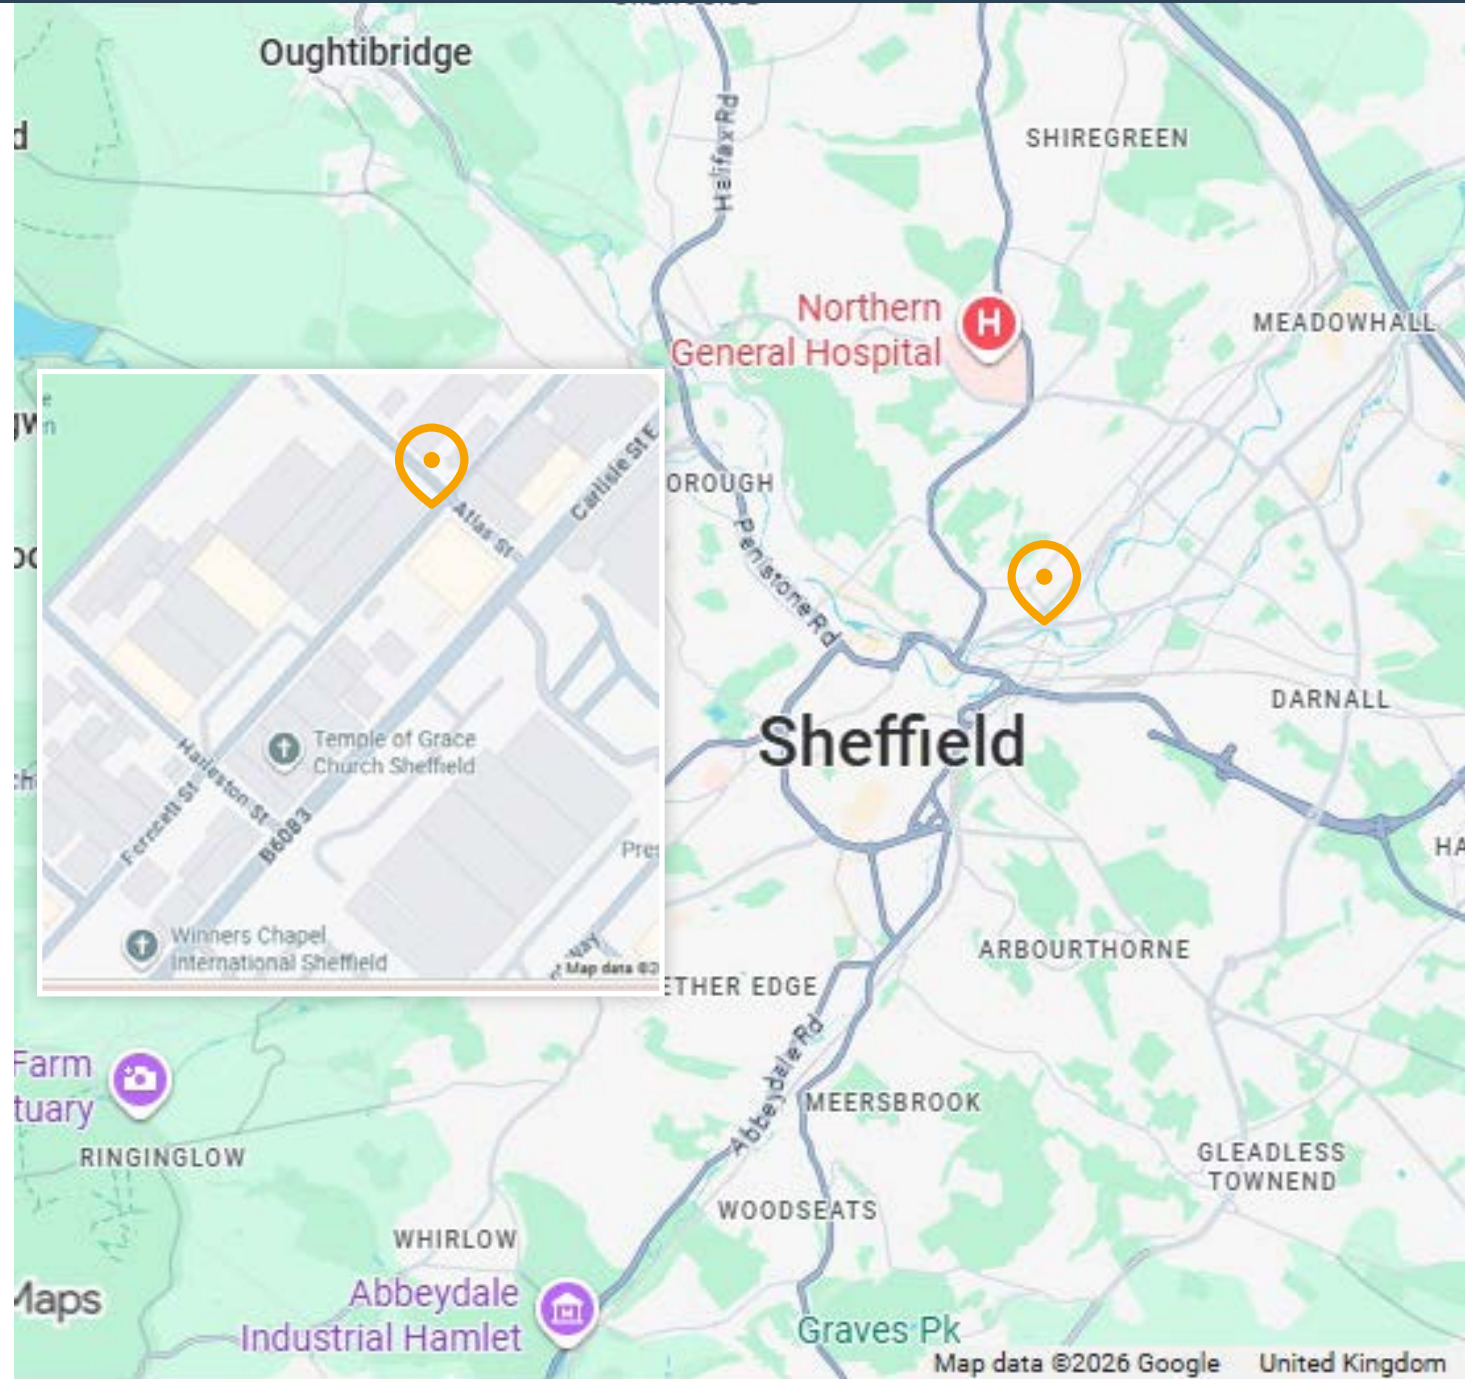 Oughtibridge
Halifax Rd
SHIREGREEN
Northern
General Hospital
H
MEADOWHALL
OROUGH
Penistone Rd
Carlisle St E
Atlas St
Temple of Grace
Church Sheffield
Harleston St
Forncett St
B6083
Winners Chapel
International Sheffield
Map data ©2
Sheffield
DARNALL
ARBOURTHORNE
ETHER EDGE
Abbeydale Rd
MEERSBROOK
Farm
tuary
RINGINGLOW
GLEADLESS
TOWNEND
WOODSEATS
WHIRLOW
Maps
Abbeydale
Industrial Hamlet
Graves Pk
Map data ©2026 Google United Kingdom